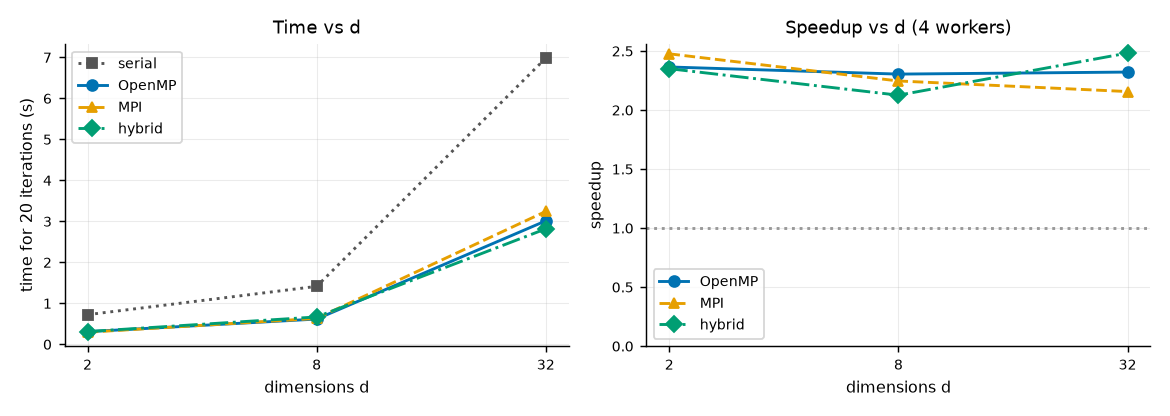 Time vs d
time for 20 iterations (s)
7
6
5
4
3
2
1
0
serial
OpenMP
MPI
hybrid
2
8
32
dimensions d
Speedup vs d (4 workers)
speedup
2.5
2.0
1.5
1.0
0.5
0.0
OpenMP
MPI
hybrid
2
8
32
dimensions d